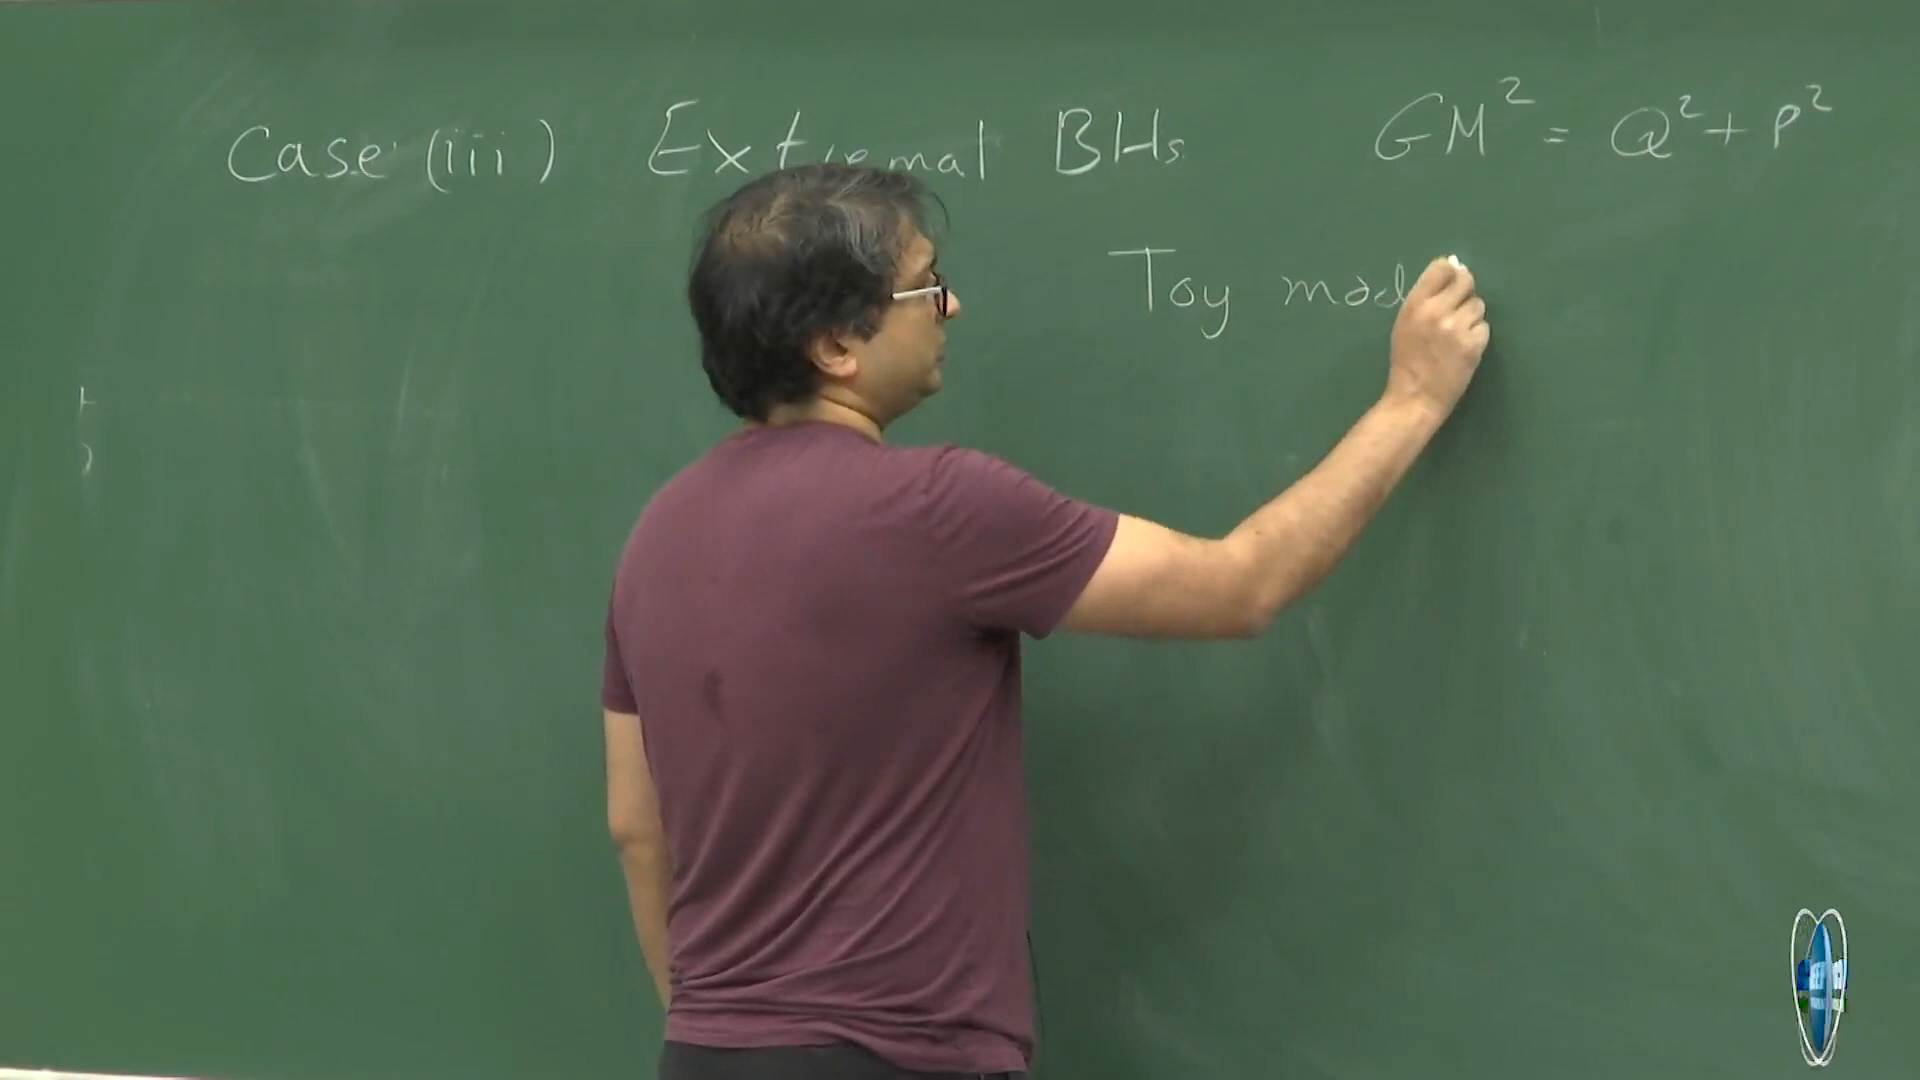 Case (iii) Extremal BHs GM² = Q² + P²
Toy mod